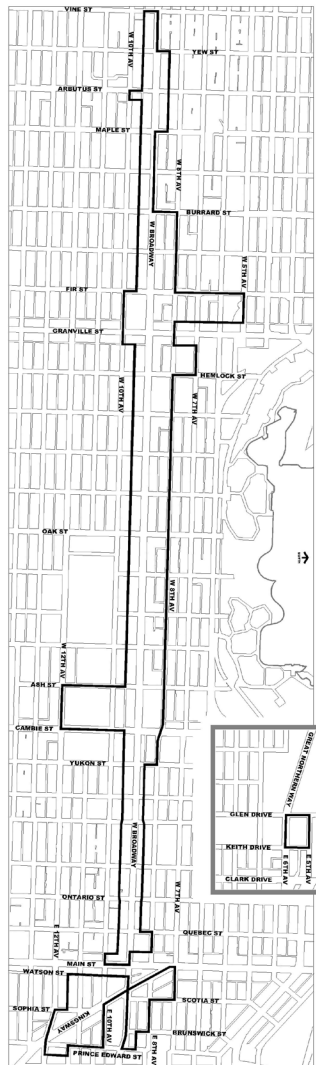 VINE ST
W 10TH AV
YEW ST
ARBUTUS ST
MAPLE ST
W 8TH AV
BURRARD ST
W BROADWAY
FIR ST
W 5TH AV
GRANVILLE ST
HEMLOCK ST
W 10TH AV
W 7TH AV
OAK ST
W 8TH AV
W 12TH AV
ASH ST
CAMBIE ST
YUKON ST
GREAT NORTHERN WAY
GLEN DRIVE
KEITH DRIVE
CLARK DRIVE
E 6TH AV
E 5TH AV
W BROADWAY
W 7TH AV
ONTARIO ST
E 12TH AV
QUEBEC ST
MAIN ST
WATSON ST
SCOTIA ST
SOPHIA ST
KINGSWAY
E 10TH AV
BRUNSWICK ST
E 8TH AV
PRINCE EDWARD ST